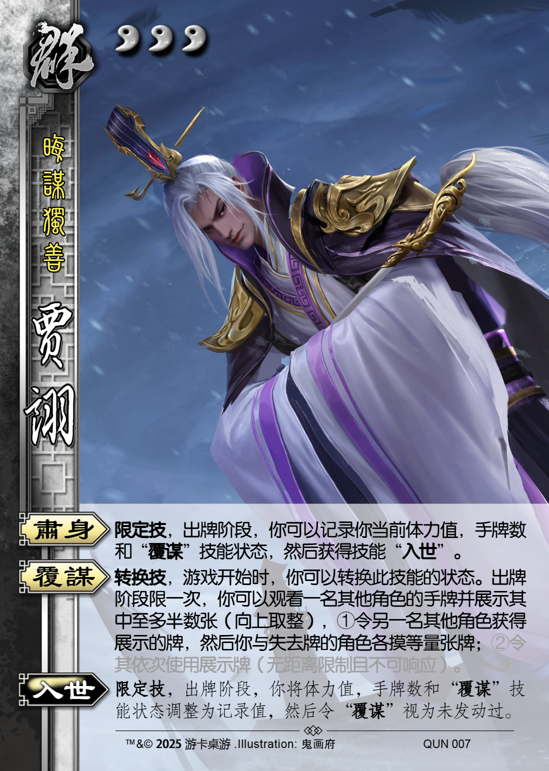 群
晦謀獨善
賈詡
肅身
限定技，出牌阶段，你可以记录你当前体力值，手牌数
和“覆谋”技能状态，然后获得技能“入世”。
覆謀
转换技，游戏开始时，你可以转换此技能的状态。出牌
阶段限一次，你可以观看一名其他角色的手牌并展示其
中至多半数张（向上取整），①令另一名其他角色获得
展示的牌，然后你与失去牌的角色各摸等量张牌；②令
其依次使用展示牌（无距离限制且不可响应）。
入世
限定技，出牌阶段，你将体力值，手牌数和“覆谋”技
能状态调整为记录值，然后令“覆谋”视为未发动过。
™&© 2025 游卡桌游 .Illustration: 鬼画府
QUN 007